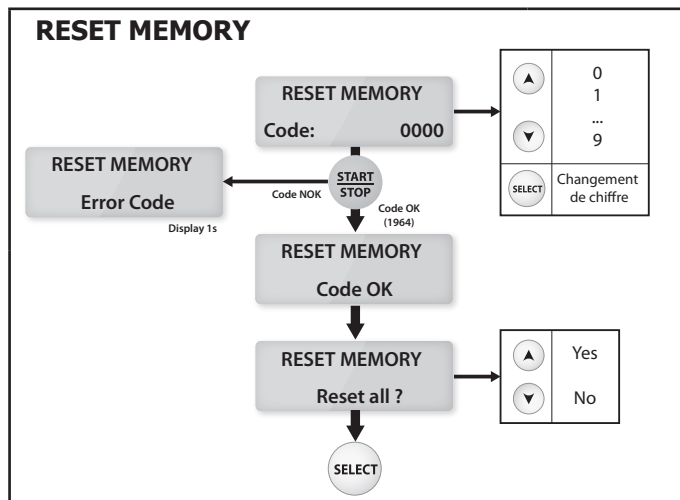 RESET MEMORY
RESET MEMORY
Code: 0000
0
1
...
9
SELECT
Changement
de chiffre
START
STOP
Code NOK
RESET MEMORY
Error Code
Display 1s
Code OK
(1964)
RESET MEMORY
Code OK
RESET MEMORY
Reset all ?
Yes
No
SELECT